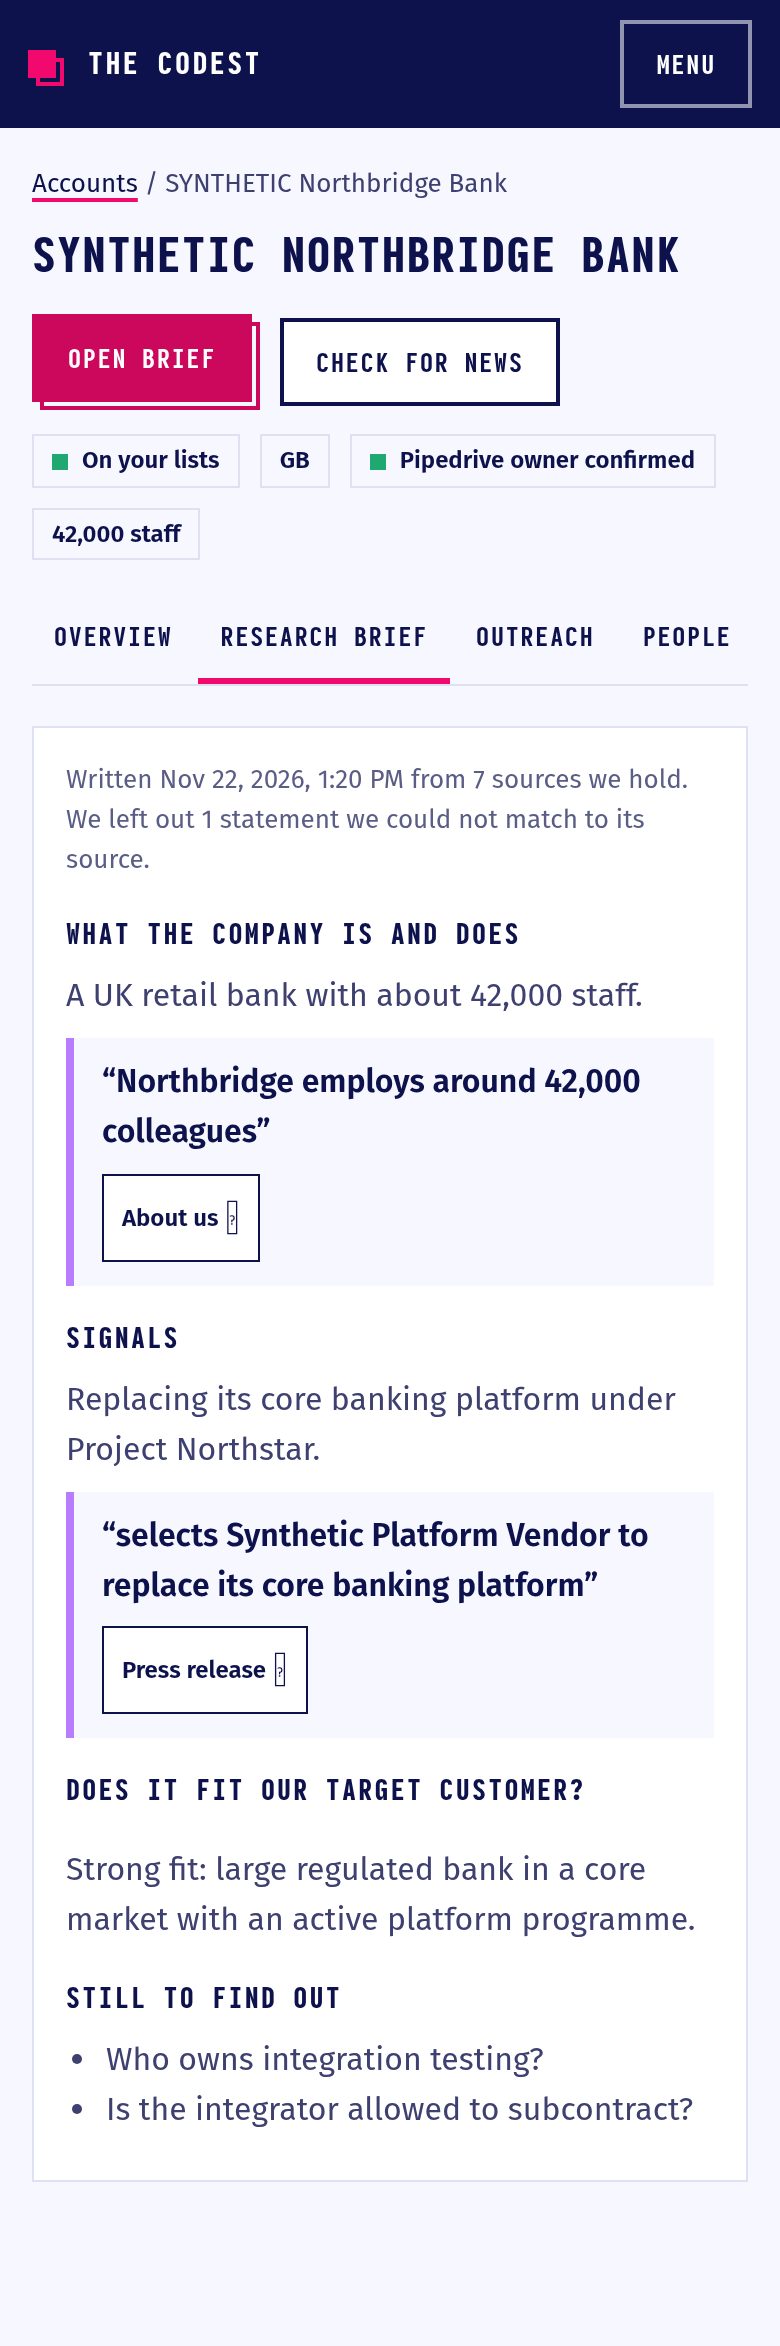 THE CODEST
MENU
Accounts / SYNTHETIC Northbridge Bank
SYNTHETIC NORTHBRIDGE BANK
OPEN BRIEF
CHECK FOR NEWS
On your lists
GB
Pipedrive owner confirmed
42,000 staff
OVERVIEW
RESEARCH BRIEF
OUTREACH
PEOPLE
Written Nov 22, 2026, 1:20 PM from 7 sources we hold.
We left out 1 statement we could not match to its
source.
WHAT THE COMPANY IS AND DOES
A UK retail bank with about 42,000 staff.
“Northbridge employs around 42,000
colleagues”
About us
SIGNALS
Replacing its core banking platform under
Project Northstar.
“selects Synthetic Platform Vendor to
replace its core banking platform”
Press release
DOES IT FIT OUR TARGET CUSTOMER?
Strong fit: large regulated bank in a core
market with an active platform programme.
STILL TO FIND OUT
• Who owns integration testing?
• Is the integrator allowed to subcontract?